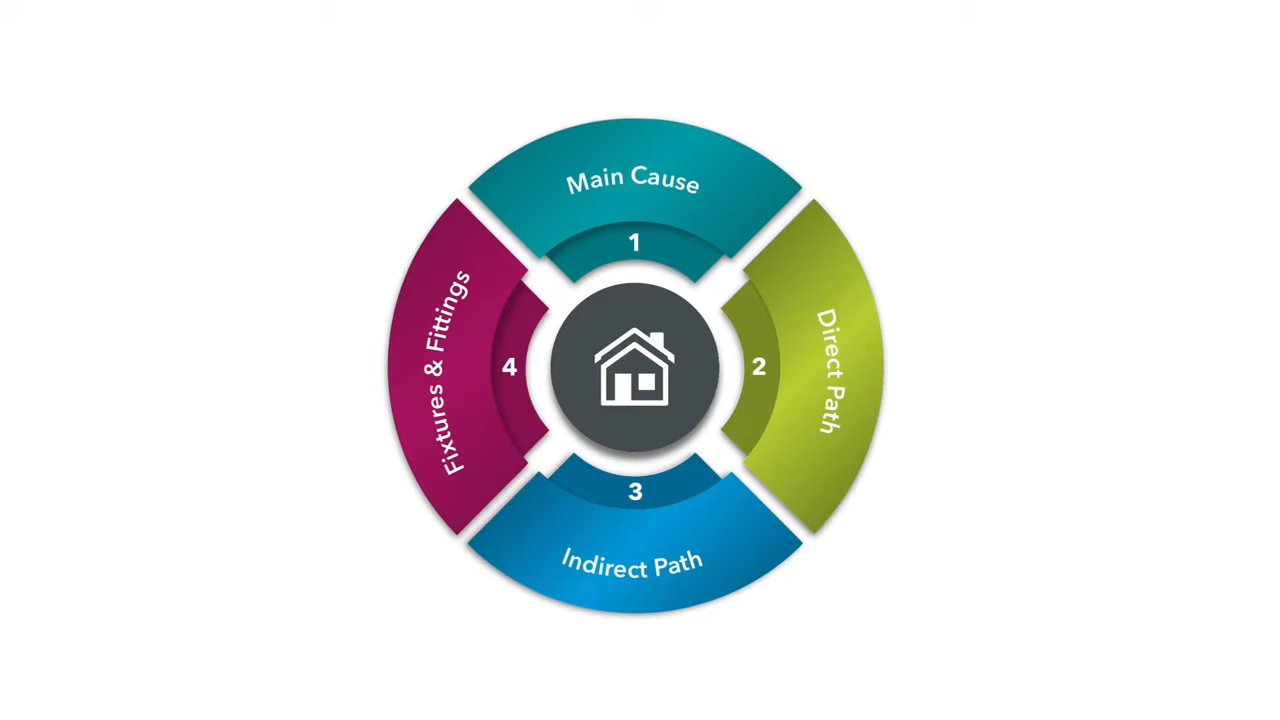 Main Cause
1
Direct Path
2
Indirect Path
3
Fixtures & Fittings
4